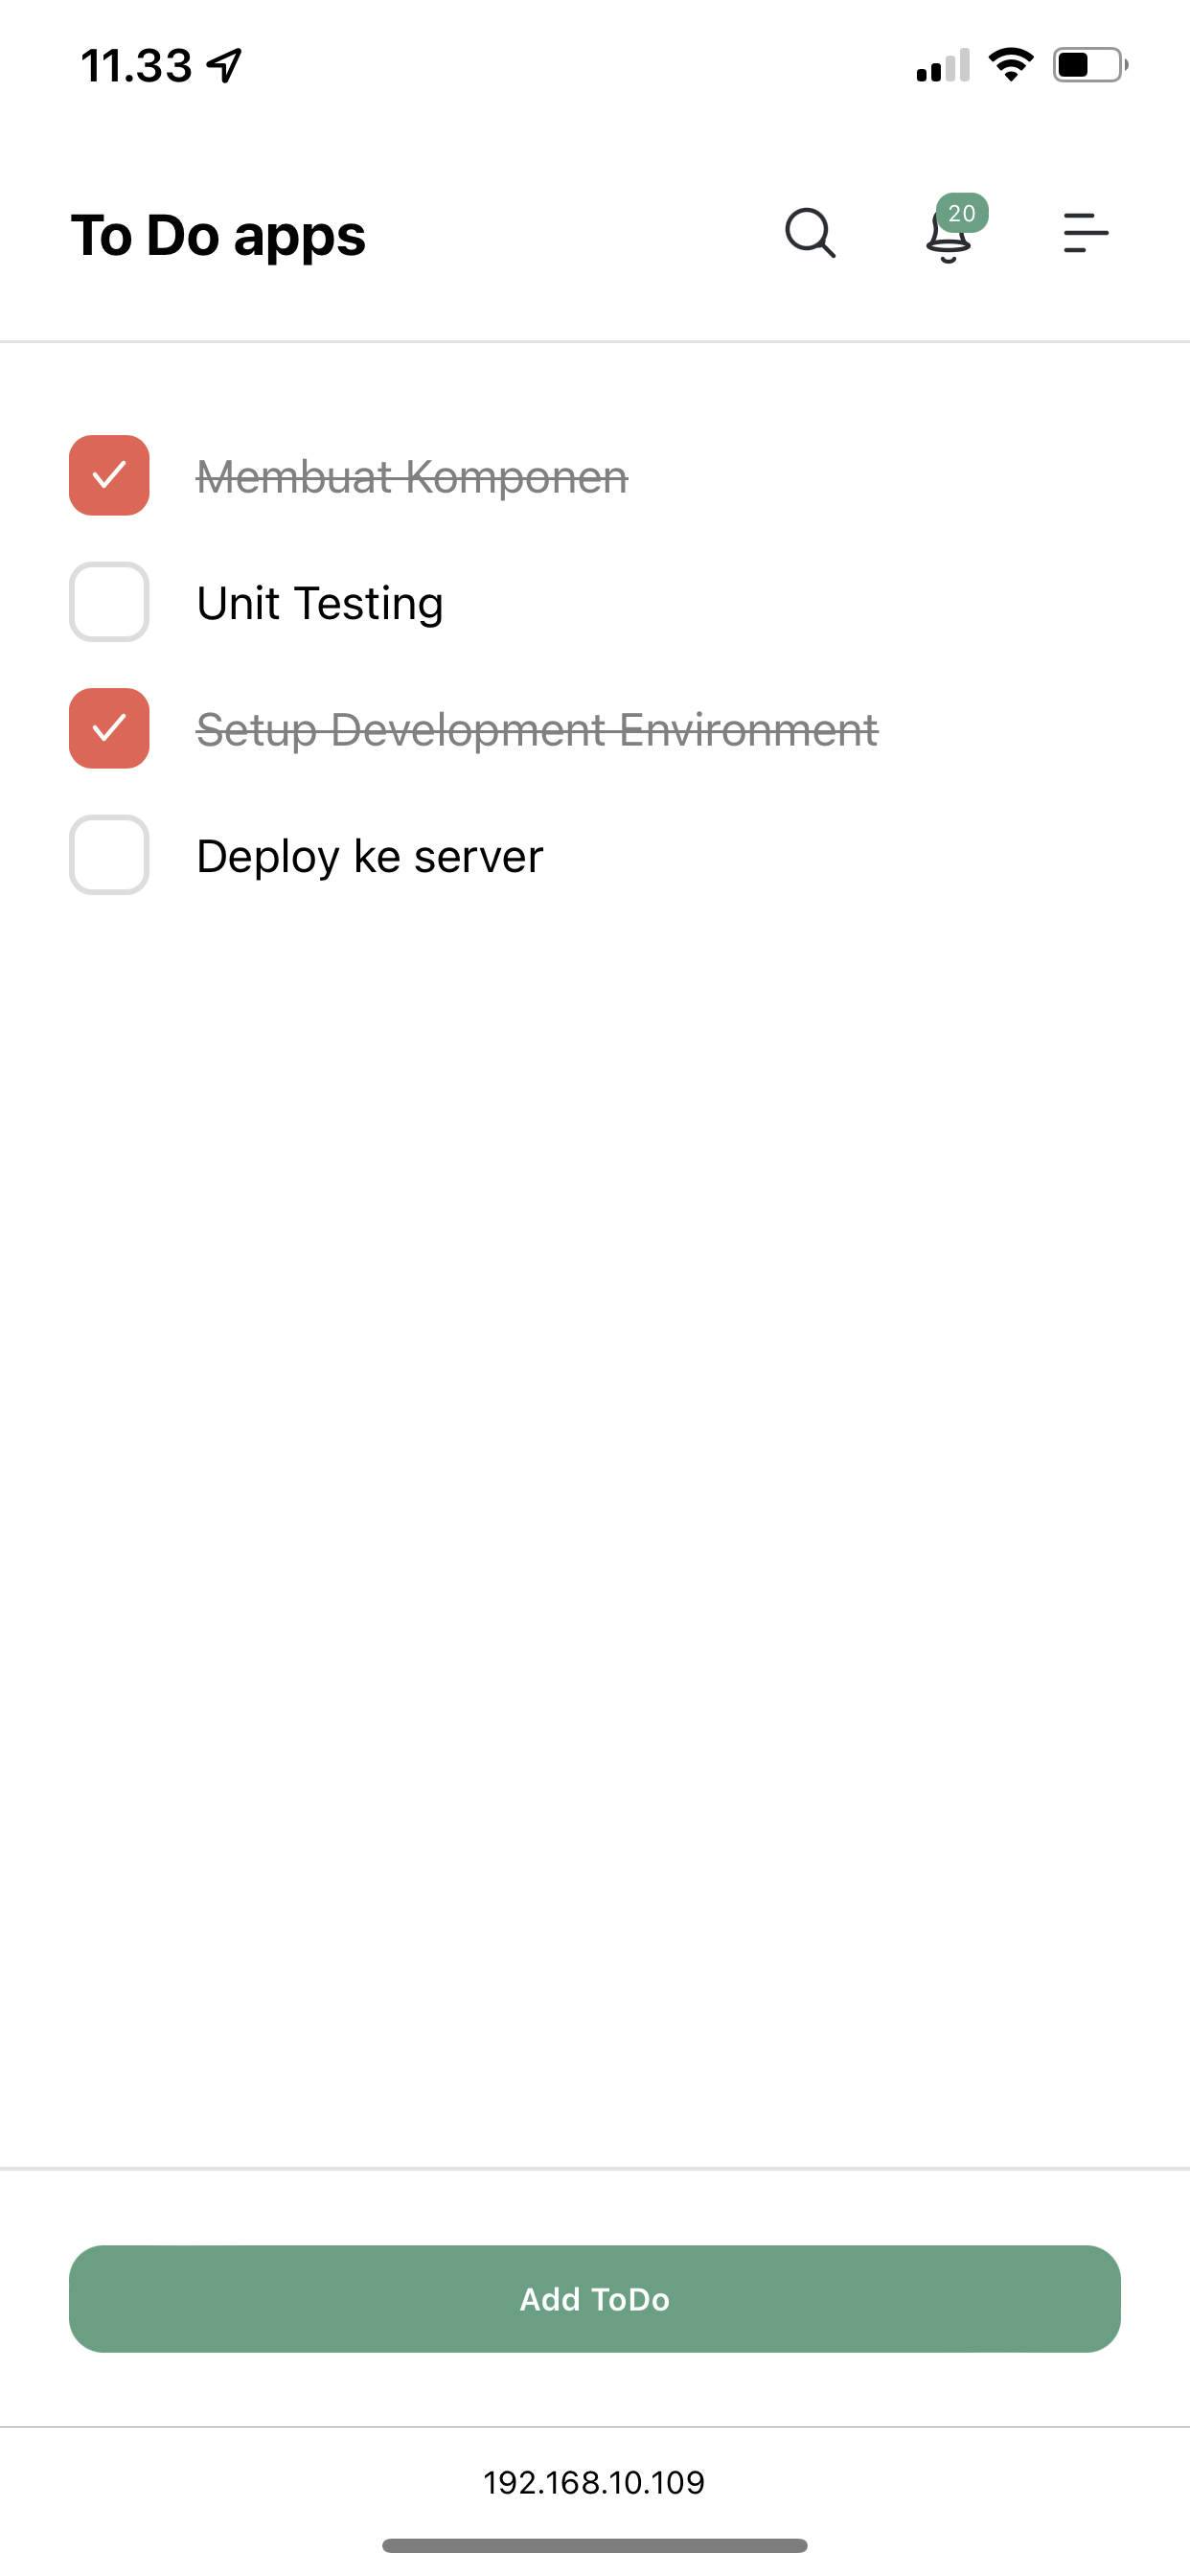 11.33
To Do apps
20
Membuat Komponen
Unit Testing
Setup Development Environment
Deploy ke server
Add ToDo
192.168.10.109